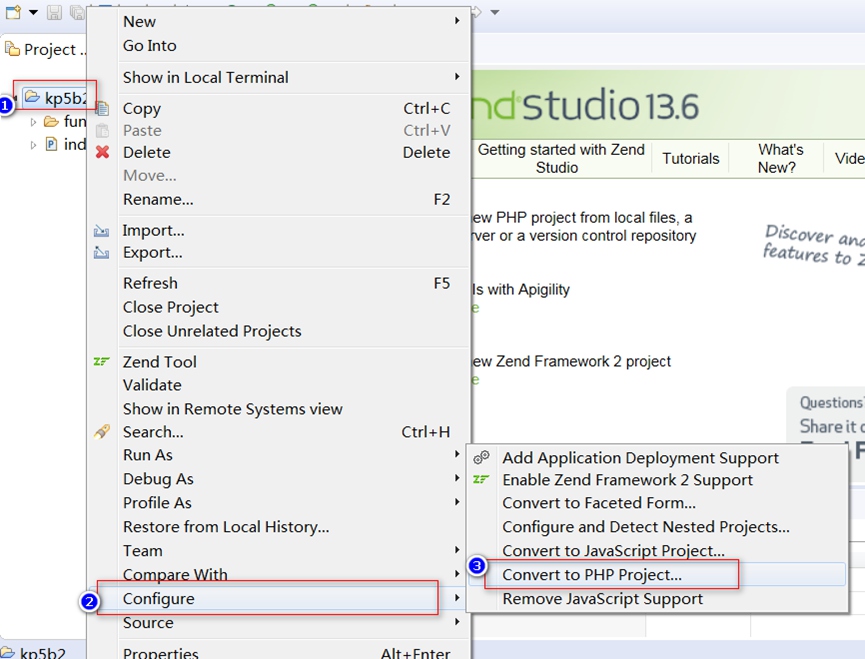 Project ..
1
kp5b2
fun
ind
New
Go Into
Show in Local Terminal
Copy Ctrl+C
Paste Ctrl+V
Delete Delete
Move...
Rename... F2
Import...
Export...
Refresh F5
Close Project
Close Unrelated Projects
Zend Tool
Validate
Show in Remote Systems view
Search... Ctrl+H
Run As
Debug As
Profile As
Restore from Local History...
Team
Compare With
2
Configure
Source
Properties Alt+Enter
nd Studio 13.6
Getting started with Zend
Studio
Tutorials
What's
New?
Vide
ew PHP project from local files, a
rver or a version control repository
Discover and
features to Z
ls with Apigility
e
ew Zend Framework 2 project
e
Questions?
Share it o
Add Application Deployment Support
Enable Zend Framework 2 Support
Convert to Faceted Form...
Configure and Detect Nested Projects...
Convert to JavaScript Project...
3
Convert to PHP Project...
Remove JavaScript Support
kp5b2